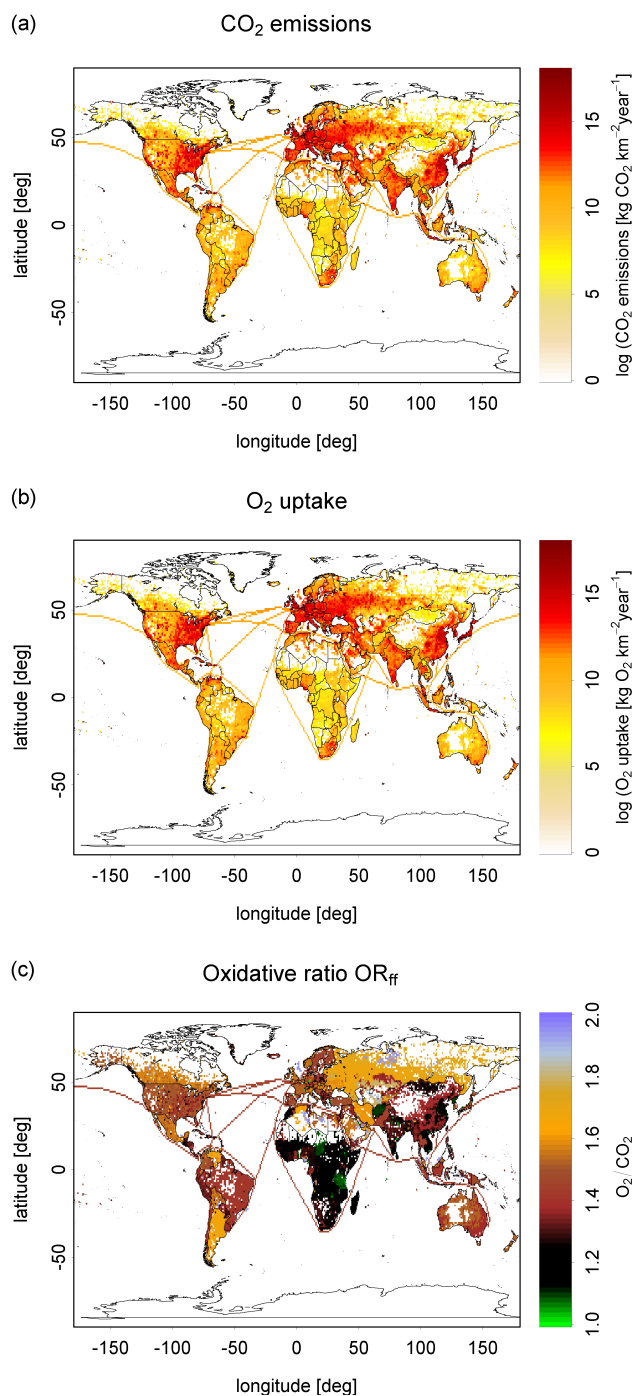 (a)
CO₂ emissions
latitude [deg]
50
0
-50
-150 -100 -50 0 50 100 150
longitude [deg]
15
10
5
0
log (CO₂ emissions [kg CO₂ km⁻²year⁻¹]
(b)
O₂ uptake
latitude [deg]
50
0
-50
-150 -100 -50 0 50 100 150
longitude [deg]
15
10
5
0
log (O₂ uptake [kg O₂ km⁻²year⁻¹]
(c)
Oxidative ratio ORff
latitude [deg]
50
0
-50
-150 -100 -50 0 50 100 150
longitude [deg]
2.0
1.8
1.6
1.4
1.2
1.0
O₂/CO₂